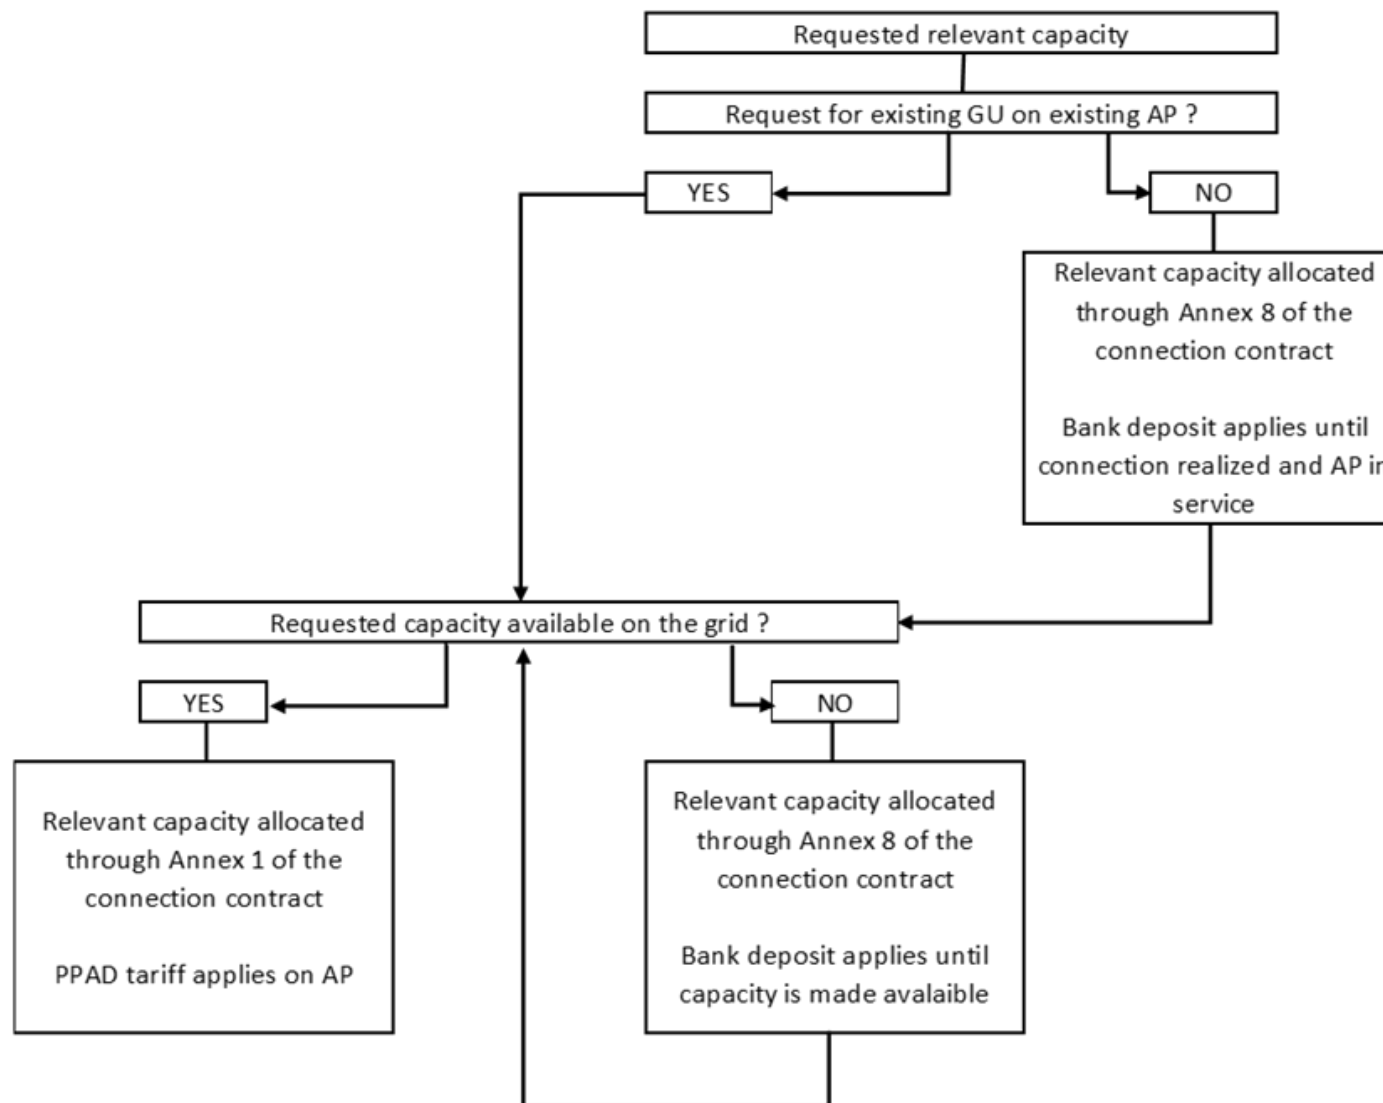 Requested relevant capacity
Request for existing GU on existing AP ?
YES
NO
Relevant capacity allocated
through Annex 8 of the
connection contract
Bank deposit applies until
connection realized and AP in
service
Requested capacity available on the grid ?
YES
NO
Relevant capacity allocated
through Annex 1 of the
connection contract
PPAD tariff applies on AP
Relevant capacity allocated
through Annex 8 of the
connection contract
Bank deposit applies until
capacity is made avalaible